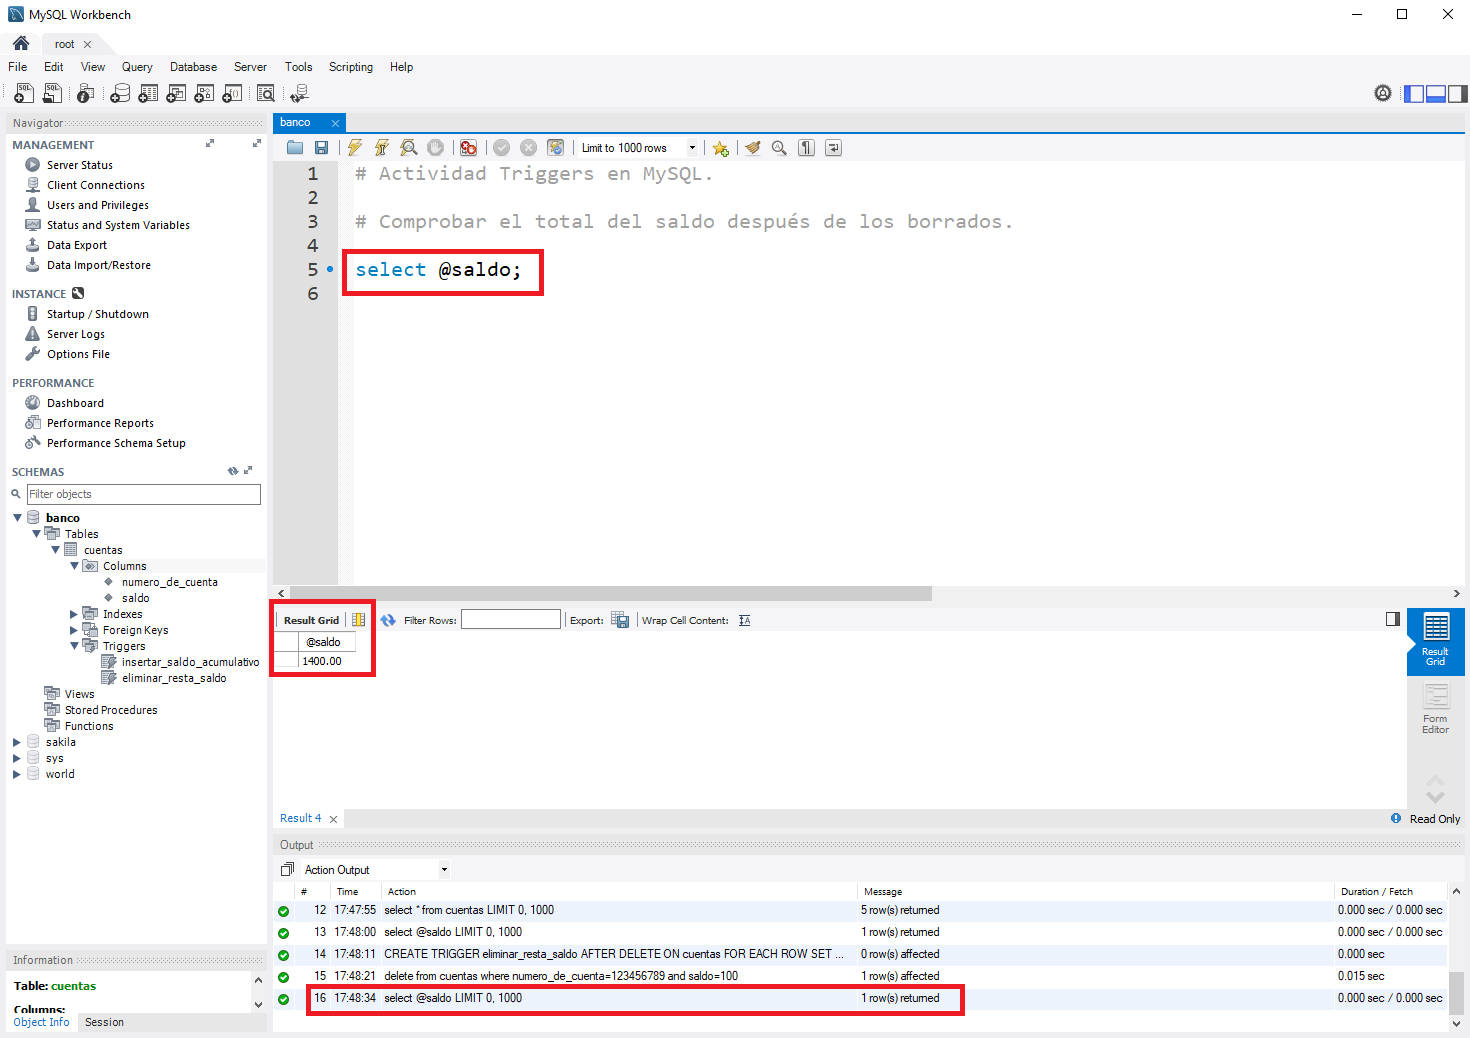 MySQL Workbench
root
File Edit View Query Database Server Tools Scripting Help
Navigator
MANAGEMENT
Server Status
Client Connections
Users and Privileges
Status and System Variables
Data Export
Data Import/Restore
INSTANCE
Startup / Shutdown
Server Logs
Options File
PERFORMANCE
Dashboard
Performance Reports
Performance Schema Setup
SCHEMAS
Filter objects
banco
Tables
cuentas
Columns
numero_de_cuenta
saldo
Indexes
Foreign Keys
Triggers
insertar_saldo_acumulativo
eliminar_resta_saldo
Views
Stored Procedures
Functions
sakila
sys
world
Information
Table: cuentas
Columns:
Object Info Session
banco
Limit to 1000 rows
1 # Actividad Triggers en MySQL.
2
3 # Comprobar el total del saldo después de los borrados.
4
5 select @saldo;
6
Result Grid Filter Rows: Export: Wrap Cell Content:
@saldo
1400.00
Result Grid
Form Editor
Result 4
Read Only
Output
Action Output
# Time Action Message Duration / Fetch
12 17:47:55 select * from cuentas LIMIT 0, 1000 5 row(s) returned 0.000 sec / 0.000 sec
13 17:48:00 select @saldo LIMIT 0, 1000 1 row(s) returned 0.000 sec / 0.000 sec
14 17:48:11 CREATE TRIGGER eliminar_resta_saldo AFTER DELETE ON cuentas FOR EACH ROW SET ... 0 row(s) affected 0.000 sec
15 17:48:21 delete from cuentas where numero_de_cuenta=123456789 and saldo=100 1 row(s) affected 0.015 sec
16 17:48:34 select @saldo LIMIT 0, 1000 1 row(s) returned 0.000 sec / 0.000 sec